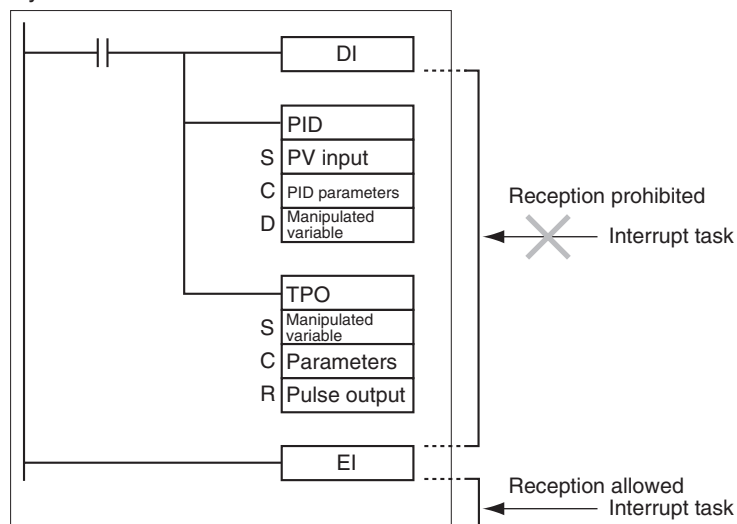 DI
PID
S PV input
C PID parameters
D Manipulated
variable
Reception prohibited
Interrupt task
TPO
S Manipulated
variable
C Parameters
R Pulse output
EI
Reception allowed
Interrupt task